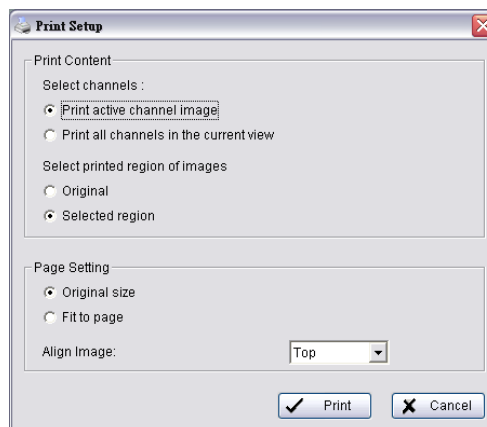 Print Setup
Print Content
Select channels :
Print active channel image
Print all channels in the current view
Select printed region of images
Original
Selected region
Page Setting
Original size
Fit to page
Align Image: Top
Print Cancel